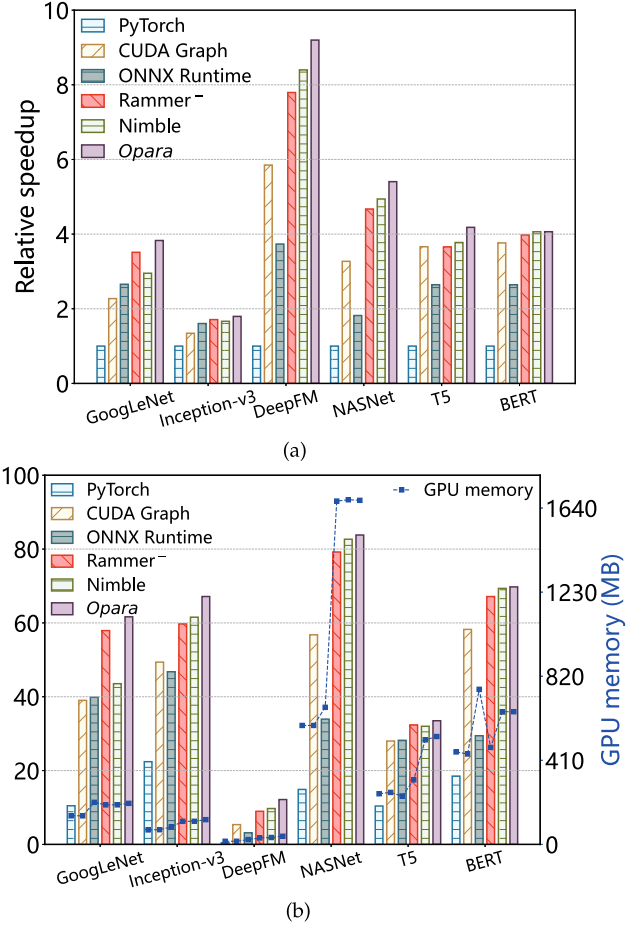 10
8
6
4
2
0
Relative speedup
PyTorch
CUDA Graph
ONNX Runtime
Rammer⁻
Nimble
Opara
GoogLeNet
Inception-v3
DeepFM
NASNet
T5
BERT
(a)
100
80
60
40
20
0
PyTorch
CUDA Graph
ONNX Runtime
Rammer⁻
Nimble
Opara
GPU memory
1640
1230
820
410
0
GPU memory (MB)
GoogLeNet
Inception-v3
DeepFM
NASNet
T5
BERT
(b)